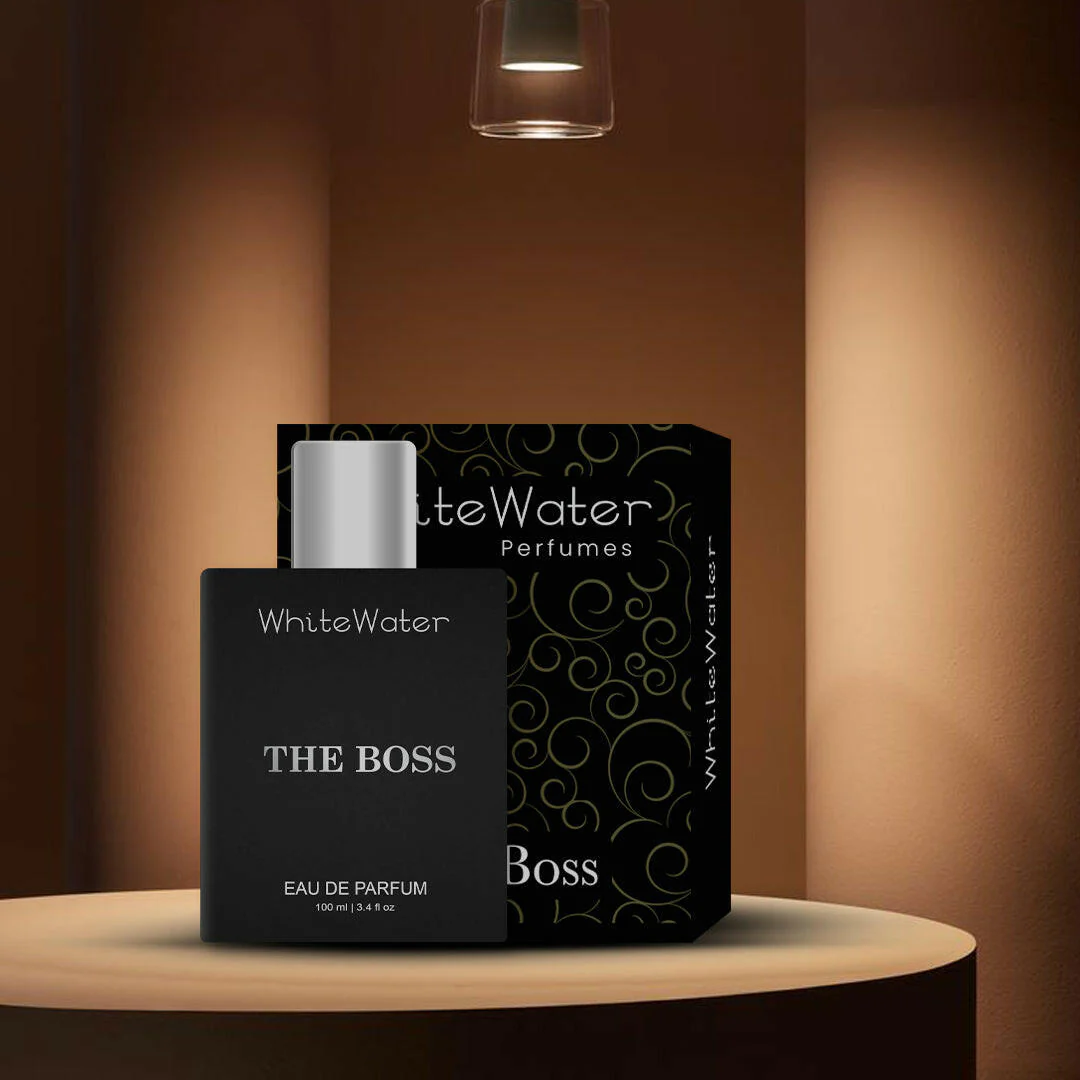 iteWater
Perfumes
WhiteWater
WhiteWater
THE BOSS
Boss
EAU DE PARFUM
100 ml | 3.4 fl oz